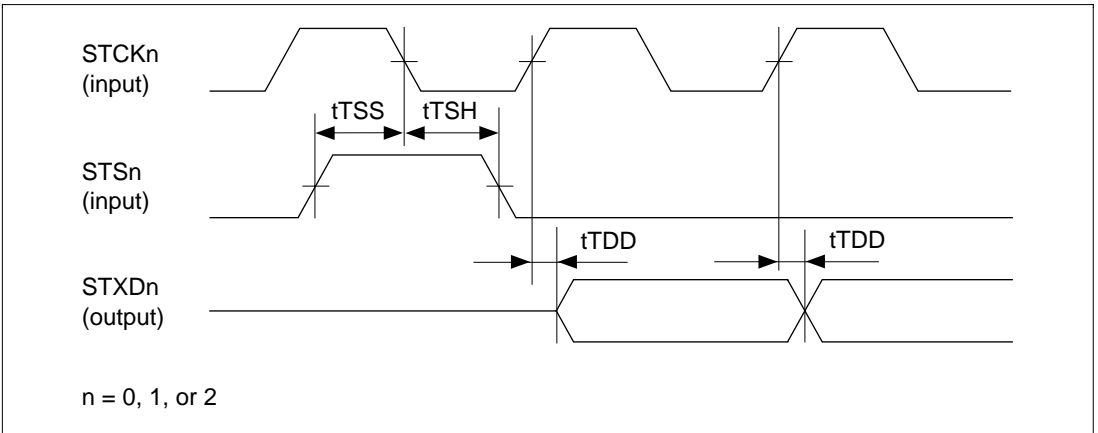 STCKn
(input)
tTSS
tTSH
STSn
(input)
tTDD
tTDD
STXDn
(output)
n = 0, 1, or 2